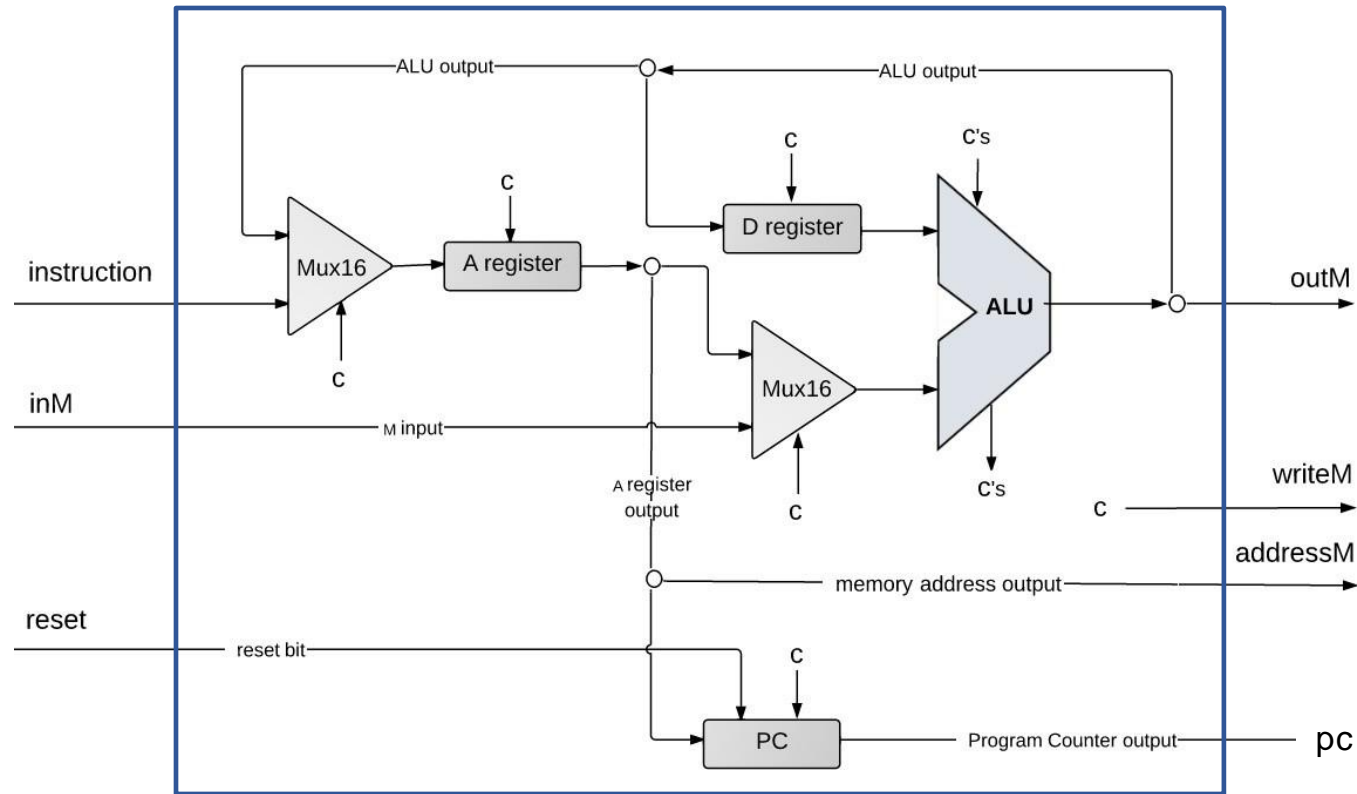 ALU output
ALU output
c
c's
c
D register
Mux16
A register
instruction
ALU
outM
c
Mux16
inM
M input
A register
output
c
c's
c
writeM
addressM
memory address output
reset
reset bit
c
PC
Program Counter output
pc